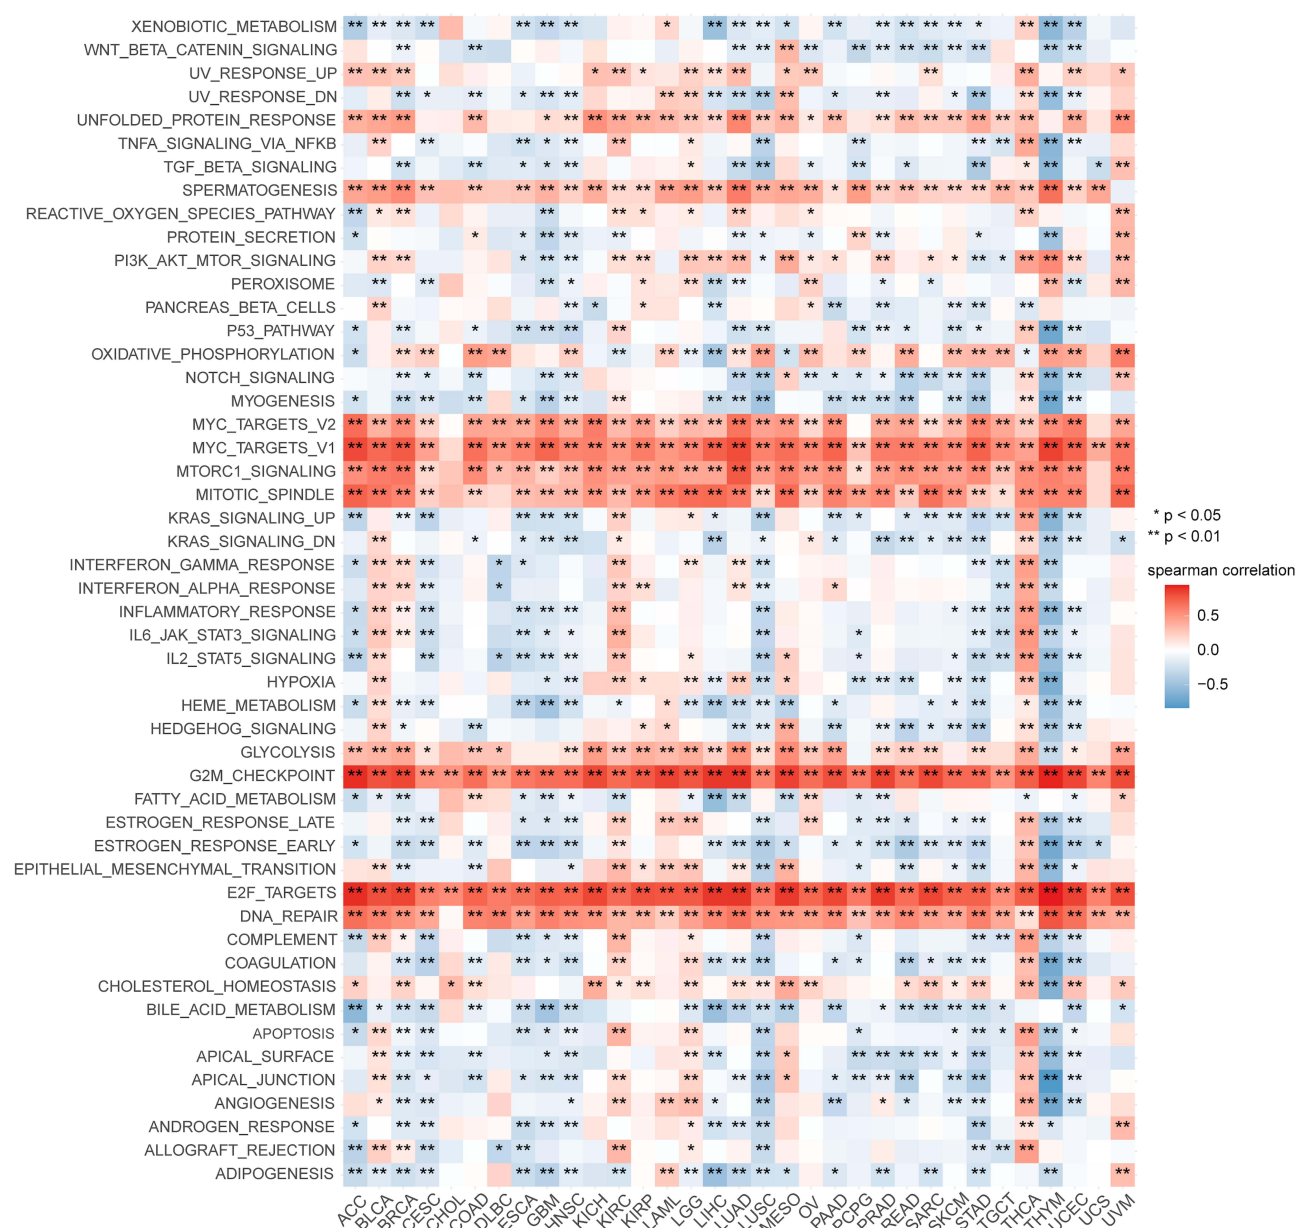 XENOBIOTIC_METABOLISM
WNT_BETA_CATENIN_SIGNALING
UV_RESPONSE_UP
UV_RESPONSE_DN
UNFOLDED_PROTEIN_RESPONSE
TNFA_SIGNALING_VIA_NFKB
TGF_BETA_SIGNALING
SPERMATOGENESIS
REACTIVE_OXYGEN_SPECIES_PATHWAY
PROTEIN_SECRETION
PI3K_AKT_MTOR_SIGNALING
PEROXISOME
PANCREAS_BETA_CELLS
P53_PATHWAY
OXIDATIVE_PHOSPHORYLATION
NOTCH_SIGNALING
MYOGENESIS
MYC_TARGETS_V2
MYC_TARGETS_V1
MTORC1_SIGNALING
MITOTIC_SPINDLE
KRAS_SIGNALING_UP
KRAS_SIGNALING_DN
INTERFERON_GAMMA_RESPONSE
INTERFERON_ALPHA_RESPONSE
INFLAMMATORY_RESPONSE
IL6_JAK_STAT3_SIGNALING
IL2_STAT5_SIGNALING
HYPOXIA
HEME_METABOLISM
HEDGEHOG_SIGNALING
GLYCOLYSIS
G2M_CHECKPOINT
FATTY_ACID_METABOLISM
ESTROGEN_RESPONSE_LATE
ESTROGEN_RESPONSE_EARLY
EPITHELIAL_MESENCHYMAL_TRANSITION
E2F_TARGETS
DNA_REPAIR
COMPLEMENT
COAGULATION
CHOLESTEROL_HOMEOSTASIS
BILE_ACID_METABOLISM
APOPTOSIS
APICAL_SURFACE
APICAL_JUNCTION
ANGIOGENESIS
ANDROGEN_RESPONSE
ALLOGRAFT_REJECTION
ADIPOGENESIS
ACC BLCA BRCA CESC CHOL COAD DLBC ESCA GBM HNSC KICH KIRC KIRP LAML LGG LIHC LUAD LUSC MESO OV PAAD PCPG PRAD READ SARC SKCM STAD TGCT THCA THYM UCEC UCS UVM
* p < 0.05
** p < 0.01
spearman correlation
0.5
0.0
−0.5